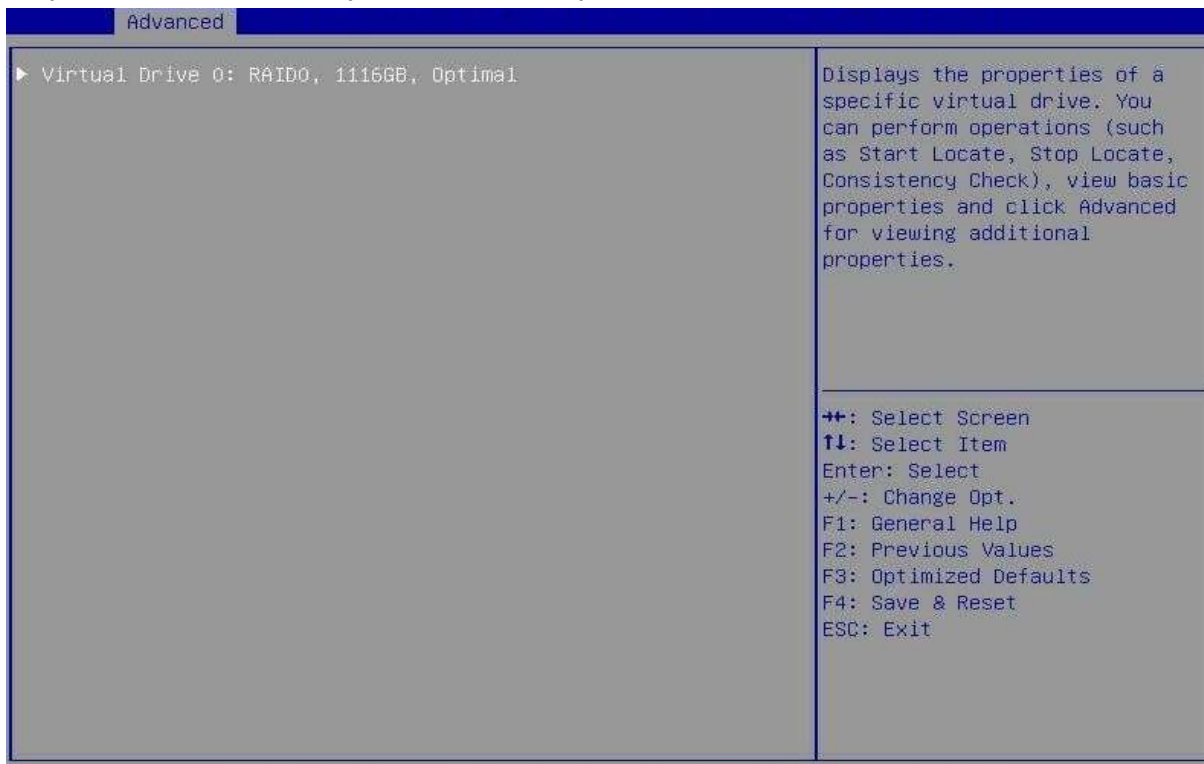 Advanced
▶ Virtual Drive 0: RAID0, 1116GB, Optimal
Displays the properties of a
specific virtual drive. You
can perform operations (such
as Start Locate, Stop Locate,
Consistency Check), view basic
properties and click Advanced
for viewing additional
properties.
→←: Select Screen
↑↓: Select Item
Enter: Select
+/-: Change Opt.
F1: General Help
F2: Previous Values
F3: Optimized Defaults
F4: Save & Reset
ESC: Exit